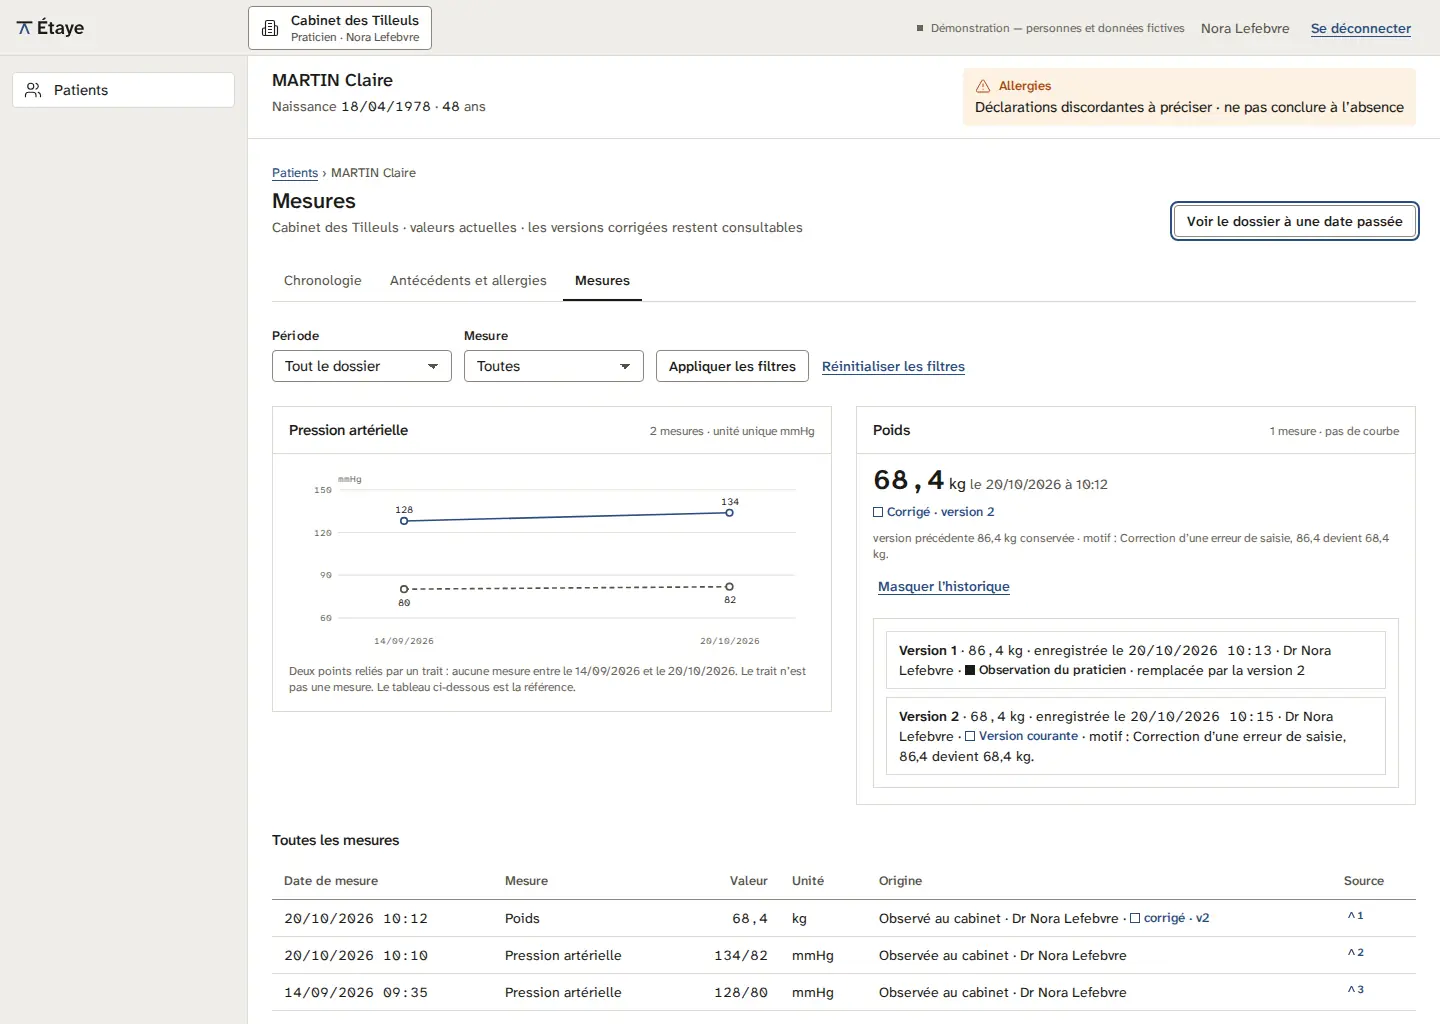 Étaye
Cabinet des Tilleuls
Praticien · Nora Lefebvre
Démonstration — personnes et données fictives
Nora Lefebvre
Se déconnecter
Patients
MARTIN Claire
Naissance 18/04/1978 · 48 ans
Allergies
Déclarations discordantes à préciser · ne pas conclure à l’absence
Patients › MARTIN Claire
Mesures
Cabinet des Tilleuls · valeurs actuelles · les versions corrigées restent consultables
Voir le dossier à une date passée
Chronologie
Antécédents et allergies
Mesures
Période
Mesure
Tout le dossier
Toutes
Appliquer les filtres
Réinitialiser les filtres
Pression artérielle
2 mesures · unité unique mmHg
mmHg
150
120
90
60
128
134
80
82
14/09/2026
20/10/2026
Deux points reliés par un trait : aucune mesure entre le 14/09/2026 et le 20/10/2026. Le trait n’est
pas une mesure. Le tableau ci-dessous est la référence.
Poids
1 mesure · pas de courbe
68,4 kg le 20/10/2026 à 10:12
Corrigé · version 2
version précédente 86,4 kg conservée · motif : Correction d’une erreur de saisie, 86,4 devient 68,4
kg.
Masquer l’historique
Version 1 · 86,4 kg · enregistrée le 20/10/2026 10:13 · Dr Nora
Lefebvre · Observation du praticien · remplacée par la version 2
Version 2 · 68,4 kg · enregistrée le 20/10/2026 10:15 · Dr Nora
Lefebvre · Version courante · motif : Correction d’une erreur de saisie,
86,4 devient 68,4 kg.
Toutes les mesures
Date de mesure Mesure Valeur Unité Origine Source
20/10/2026 10:12 Poids 68,4 kg Observé au cabinet · Dr Nora Lefebvre · corrigé · v2 ^1
20/10/2026 10:10 Pression artérielle 134/82 mmHg Observée au cabinet · Dr Nora Lefebvre ^2
14/09/2026 09:35 Pression artérielle 128/80 mmHg Observée au cabinet · Dr Nora Lefebvre ^3